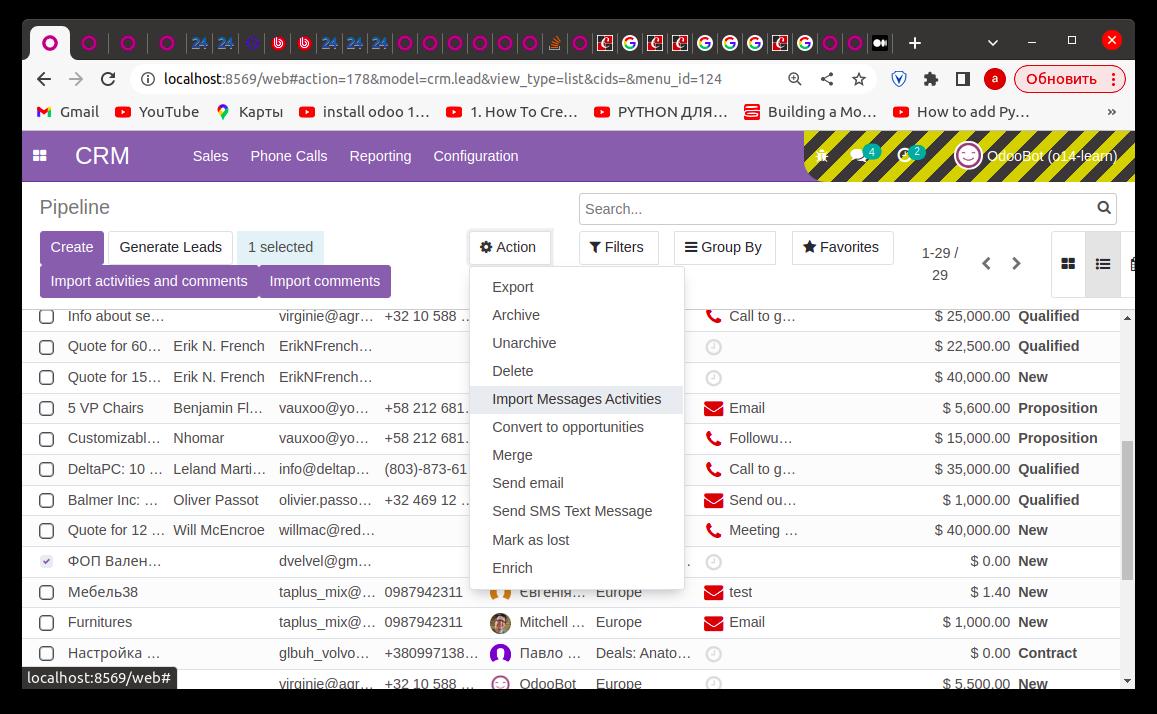 24 24 24 24 24
localhost:8569/web#action=178&model=crm.lead&view_type=list&cids=&menu_id=124
a Обновить
Gmail YouTube Карты install odoo 1… 1. How To Cre… PYTHON ДЛЯ… Building a Mo… How to add Py… »
CRM Sales Phone Calls Reporting Configuration 4 2 OdooBot (o14-learn)
Pipeline Search...
Create Generate Leads 1 selected Action Filters Group By Favorites 1-29 / 29
Import activities and comments Import comments
Export
Archive
Unarchive
Delete
Import Messages Activities
Convert to opportunities
Merge
Send email
Send SMS Text Message
Mark as lost
Enrich
Info about se… virginie@agr… +32 10 588 … Call to g… $ 25,000.00 Qualified
Quote for 60… Erik N. French ErikNFrench… $ 22,500.00 Qualified
Quote for 15… Erik N. French ErikNFrench… $ 40,000.00 New
5 VP Chairs Benjamin Fl… vauxoo@yo… +58 212 681… Email $ 5,600.00 Proposition
Customizabl… Nhomar vauxoo@yo… +58 212 681… Followu… $ 15,000.00 Proposition
DeltaPC: 10 … Leland Marti… info@deltap… (803)-873-61 Call to g… $ 35,000.00 Qualified
Balmer Inc: … Oliver Passot olivier.passo… +32 469 12 … Send ou… $ 1,000.00 Qualified
Quote for 12 … Will McEncroe willmac@red… Meeting … $ 40,000.00 New
ФОП Вален… dvelvel@gm… $ 0.00 New
Мебель38 taplus_mix@… 0987942311 Євгенія… Europe test $ 1.40 New
Furnitures taplus_mix@… 0987942311 Mitchell … Europe Email $ 1,000.00 New
Настройка … glbuh_volvo… +380997138… Павло … Deals: Anato… $ 0.00 Contract
virginie@agr… +32 10 588 … OdooBot Europe $ 5,500.00 New
localhost:8569/web#